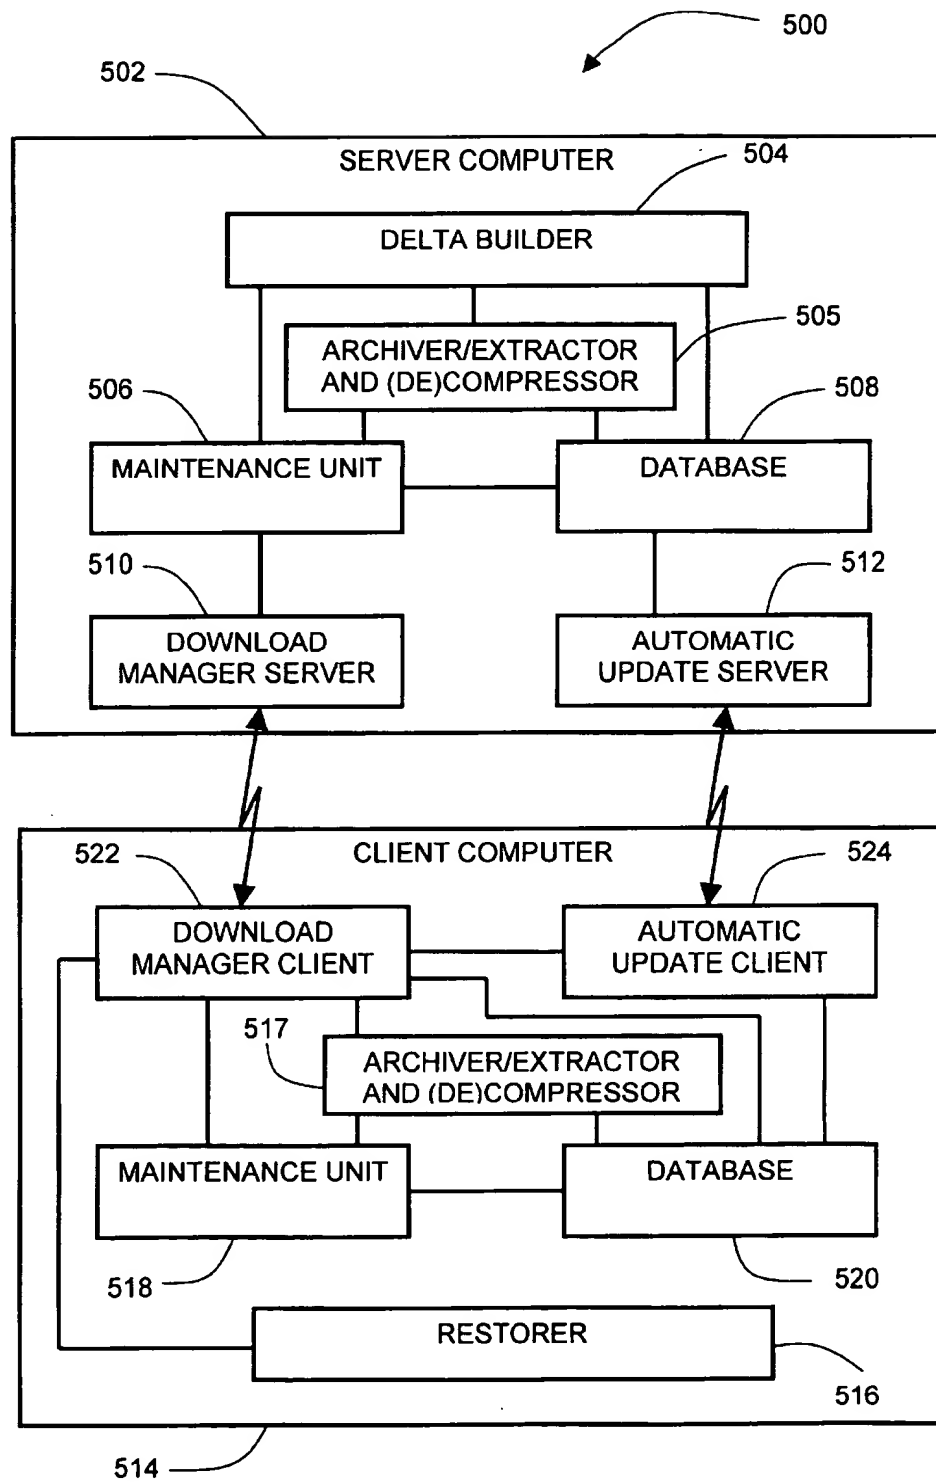 500
502
SERVER COMPUTER
504
DELTA BUILDER
505
ARCHIVER/EXTRACTOR
AND (DE)COMPRESSOR
506
508
MAINTENANCE UNIT
DATABASE
510
512
DOWNLOAD
MANAGER SERVER
AUTOMATIC
UPDATE SERVER
522
CLIENT COMPUTER
524
DOWNLOAD
MANAGER CLIENT
AUTOMATIC
UPDATE CLIENT
517
ARCHIVER/EXTRACTOR
AND (DE)COMPRESSOR
MAINTENANCE UNIT
DATABASE
518
520
RESTORER
516
514